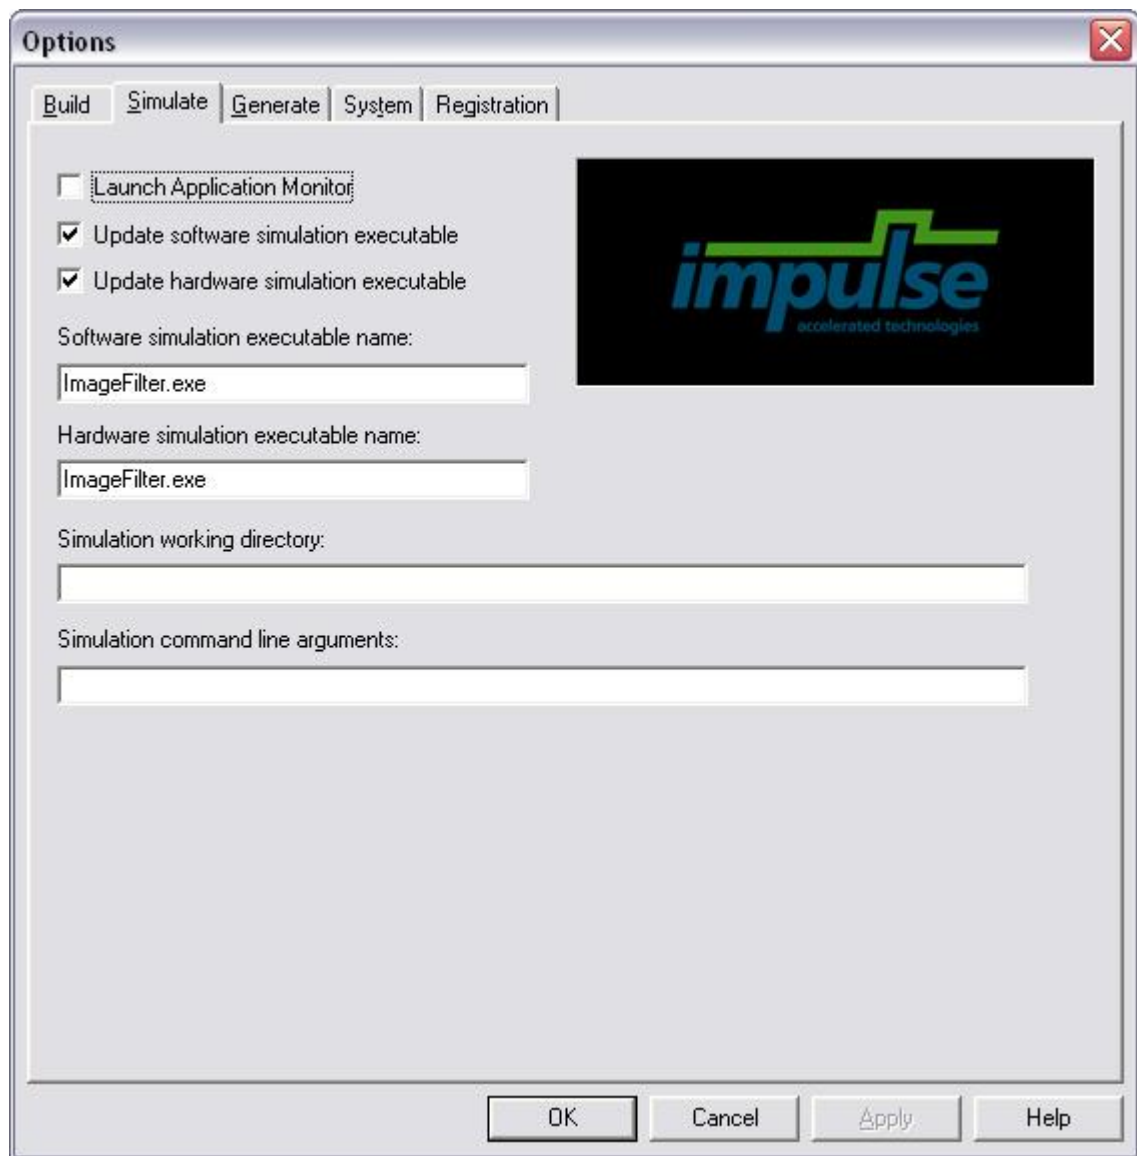 Options
Build Simulate Generate System Registration
Launch Application Monitor
Update software simulation executable
Update hardware simulation executable
impulse
accelerated technologies
Software simulation executable name:
ImageFilter.exe
Hardware simulation executable name:
ImageFilter.exe
Simulation working directory:
Simulation command line arguments:
OK Cancel Apply Help